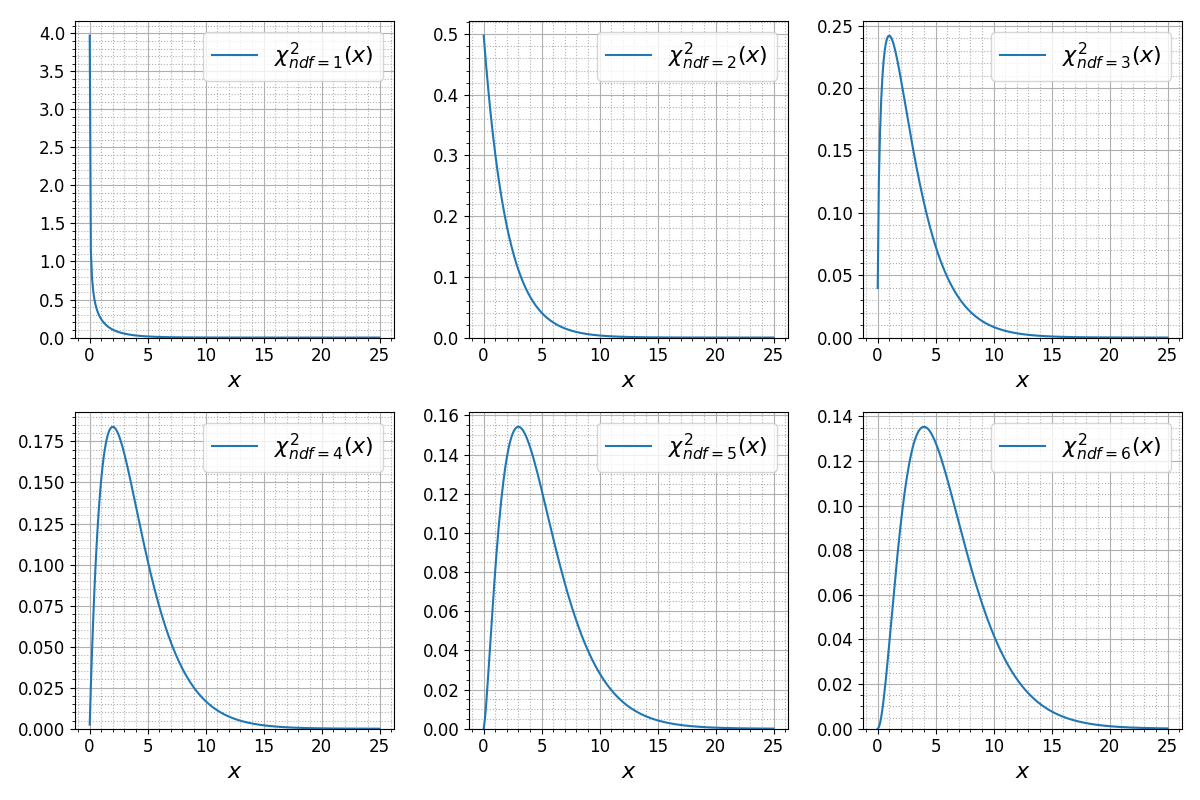 4.0
3.5
3.0
2.5
2.0
1.5
1.0
0.5
0.0
0 5 10 15 20 25
x
χ²ndf=1(x)
0.5
0.4
0.3
0.2
0.1
0.0
0 5 10 15 20 25
x
χ²ndf=2(x)
0.25
0.20
0.15
0.10
0.05
0.00
0 5 10 15 20 25
x
χ²ndf=3(x)
0.175
0.150
0.125
0.100
0.075
0.050
0.025
0.000
0 5 10 15 20 25
x
χ²ndf=4(x)
0.16
0.14
0.12
0.10
0.08
0.06
0.04
0.02
0.00
0 5 10 15 20 25
x
χ²ndf=5(x)
0.14
0.12
0.10
0.08
0.06
0.04
0.02
0.00
0 5 10 15 20 25
x
χ²ndf=6(x)